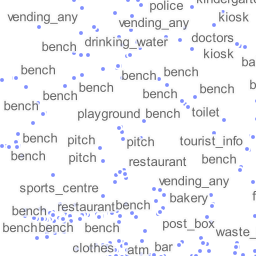 kindergarte
police
vending_any
kiosk
vending_any
doctors
drinking_water
bench
kiosk
ba
bench
bench
bench
bench
bench
bench
bench
bench
playground
bench
toilet
bench
pitch
pitch
tourist_info
bench
pitch
restaurant
bench
vending_any
sports_centre
bakery
restaurant
bench
bench
post_box
bench
bench
bench
waste_
clothes
atm
bar